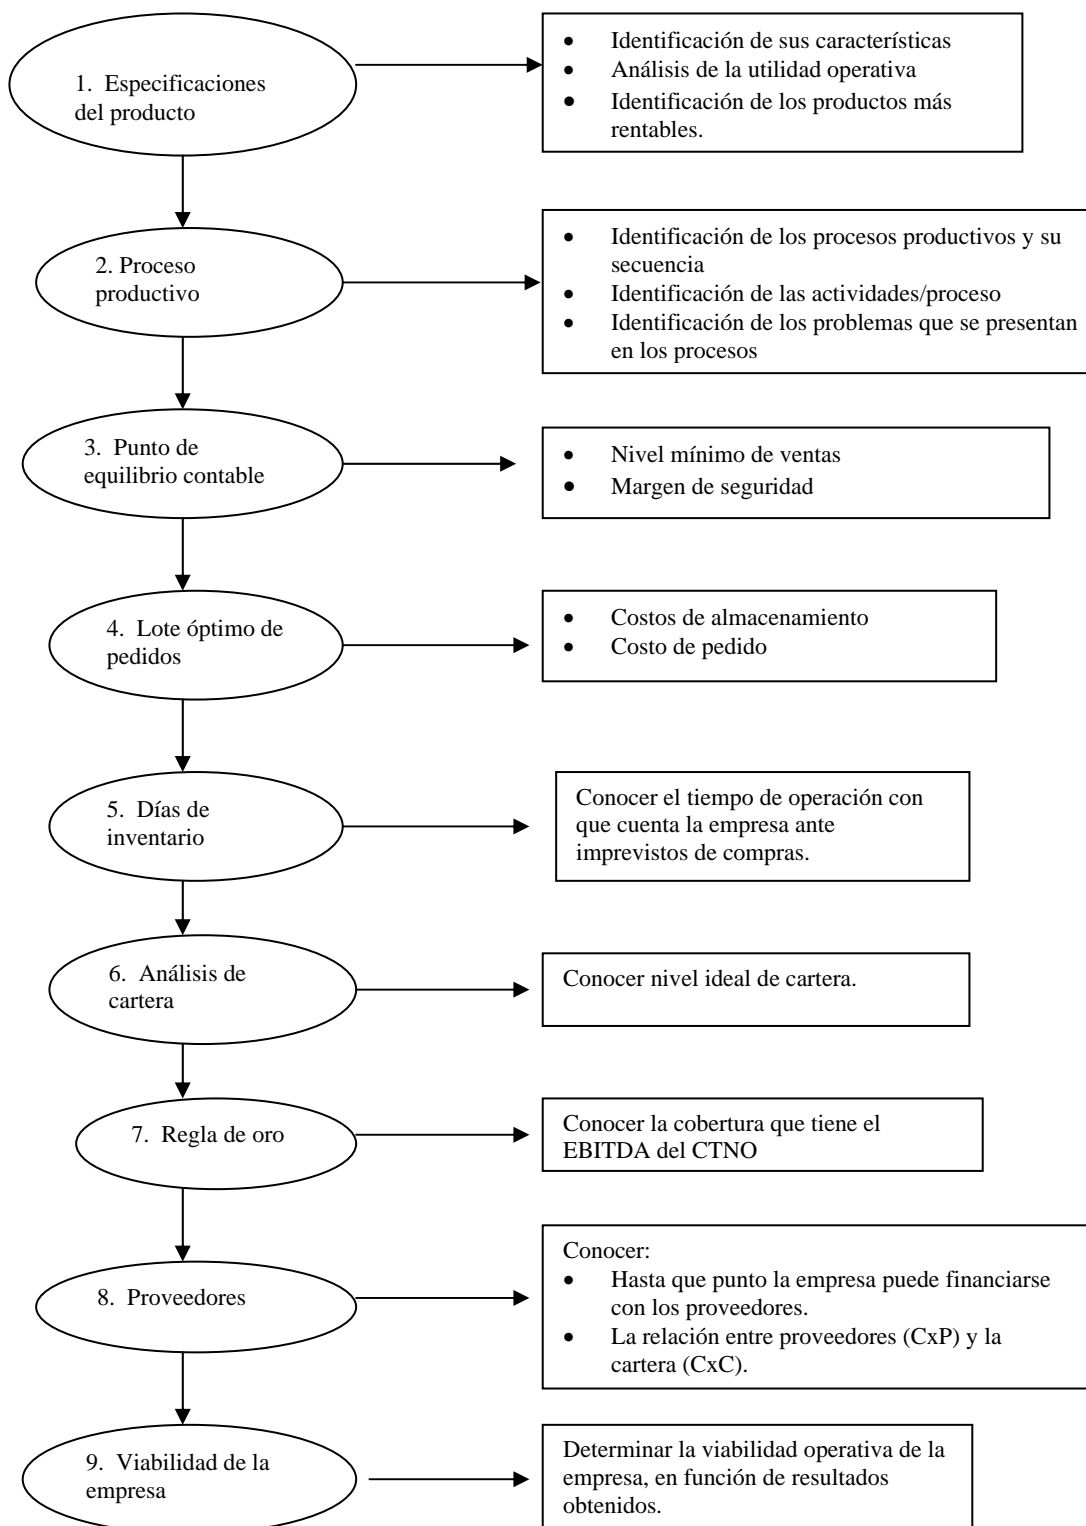 1. Especificaciones
del producto
• Identificación de sus características
• Análisis de la utilidad operativa
• Identificación de los productos más
rentables.
2. Proceso
productivo
• Identificación de los procesos productivos y su
secuencia
• Identificación de las actividades/proceso
• Identificación de los problemas que se presentan
en los procesos
3. Punto de
equilibrio contable
• Nivel mínimo de ventas
• Margen de seguridad
4. Lote óptimo de
pedidos
• Costos de almacenamiento
• Costo de pedido
5. Días de
inventario
Conocer el tiempo de operación con
que cuenta la empresa ante
imprevistos de compras.
6. Análisis de
cartera
Conocer nivel ideal de cartera.
7. Regla de oro
Conocer la cobertura que tiene el
EBITDA del CTNO
8. Proveedores
Conocer:
• Hasta que punto la empresa puede financiarse
con los proveedores.
• La relación entre proveedores (CxP) y la
cartera (CxC).
9. Viabilidad de la
empresa
Determinar la viabilidad operativa de la
empresa, en función de resultados
obtenidos.